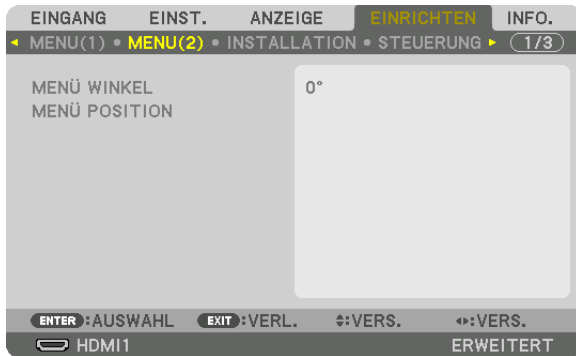 EINGANG EINST. ANZEIGE EINRICHTEN INFO.
MENU(1) • MENU(2) • INSTALLATION • STEUERUNG 1/3
MENÜ WINKEL 0°
MENÜ POSITION
ENTER:AUSWAHL EXIT:VERL. :VERS. :VERS.
HDMI1 ERWEITERT